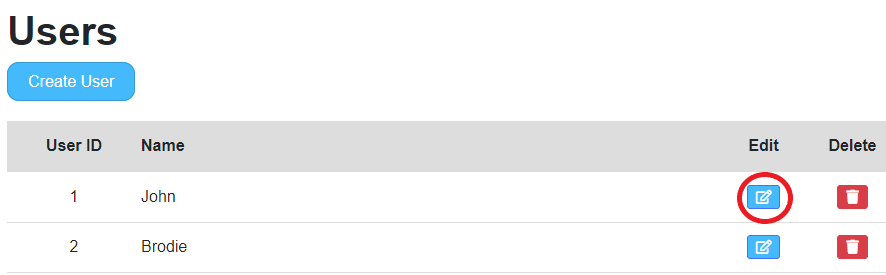 Users
Create User
User ID Name Edit Delete
1 John
2 Brodie